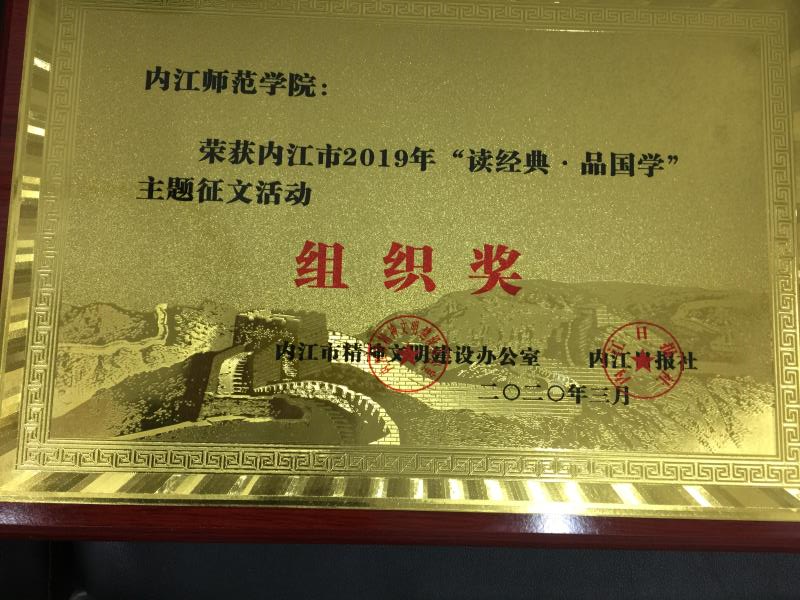 内江师范学院：
荣获内江市2019年“读经典·品国学”
主题征文活动
组织奖
内江市精神文明建设办公室 内江日报社
二〇二〇年三月